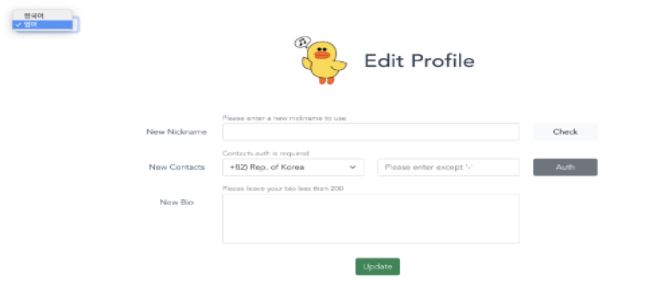 한국어
✓ 영어
Edit Profile
Please enter a new nickname to use
New Nickname
Check
Contacts auth is required
New Contacts
+82) Rep. of Korea
Please enter except '-'
Auth
Please leave your bio less than 200
New Bio
Update